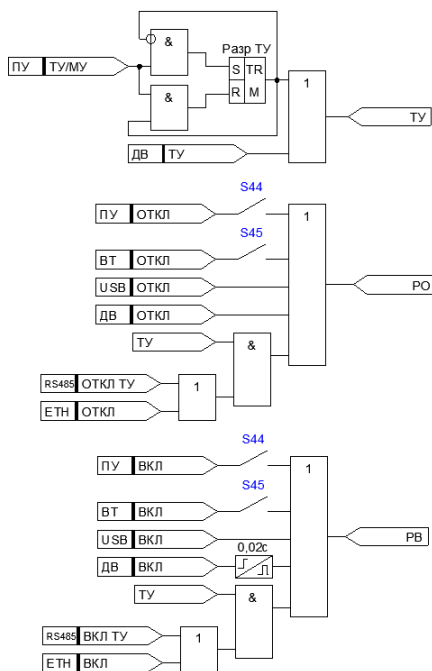 &
Разр ТУ
ПУ ТУ/МУ
S TR
1
R M
&
ТУ
ДВ ТУ
S44
ПУ ОТКЛ
1
S45
ВТ ОТКЛ
USB ОТКЛ
РО
ДВ ОТКЛ
ТУ
&
RS485 ОТКЛ ТУ
1
ETH ОТКЛ
S44
ПУ ВКЛ
1
S45
ВТ ВКЛ
USB ВКЛ
РВ
0,02с
ДВ ВКЛ
ТУ
&
RS485 ВКЛ ТУ
1
ETH ВКЛ